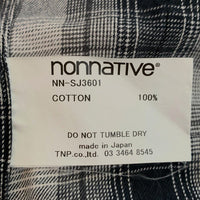 nonnative®
NN-SJ3601
COTTON 100%
DO NOT TUMBLE DRY
made in Japan
TNP.co.,ltd. 03 3464 8545